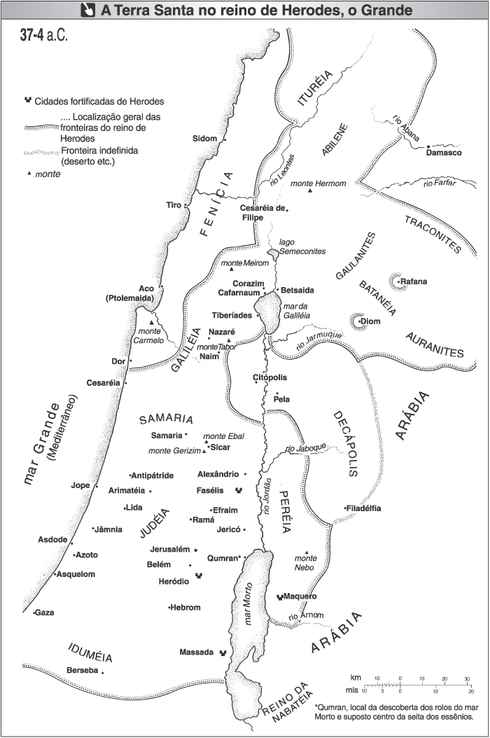 A Terra Santa no reino de Herodes, o Grande
37-4 a.C.
Cidades fortificadas de Herodes
.... Localização geral das
fronteiras do reino de
Herodes
Fronteira indefinida
(deserto etc.)
monte
ITURÉIA
ABILENE
rio Abana
Damasco
Sidom
rio Leontes
monte Hermom
rio Farfar
Tiro
FENÍCIA
Cesaréia de
Filipe
TRACONITES
lago
Semeconites
GAULANITES
monte Meirom
BATANÉIA
Rafana
Aco
(Ptolemaida)
Corazim
Cafarnaum
Betsaida
mar da
Galiléia
Tiberíades
Diom
AURANITES
monte
Carmelo
GALILÉIA
Nazaré
monte Tabor
Naim
rio Jarmuque
Dor
Cesaréia
Citópolis
Pela
mar Grande
(Mediterrâneo)
ARÁBIA
DECÁPOLIS
SAMARIA
Samaria
monte Ebal
Sicar
monte Gerizim
rio Jaboque
Antipátride
Alexândrio
Jope
Arimatéia
Fasélis
rio Jordão
PERÉIA
Lida
Efraim
Filadélfia
JUDÉIA
Ramá
Jâmnia
Jericó
Asdode
Jerusalém
Azoto
Belém
Qumran*
monte
Nebo
Asquelom
Heródio
Maquero
mar Morto
Gaza
Hebrom
rio Arnom
ARÁBIA
IDUMÉIA
Massada
Berseba
REINO DA
NABATÉIA
km
10 0 10 20 30
mls
10 0 10 20
*Qumran, local da descoberta dos rolos do mar
Morto e suposto centro da seita dos essênios.